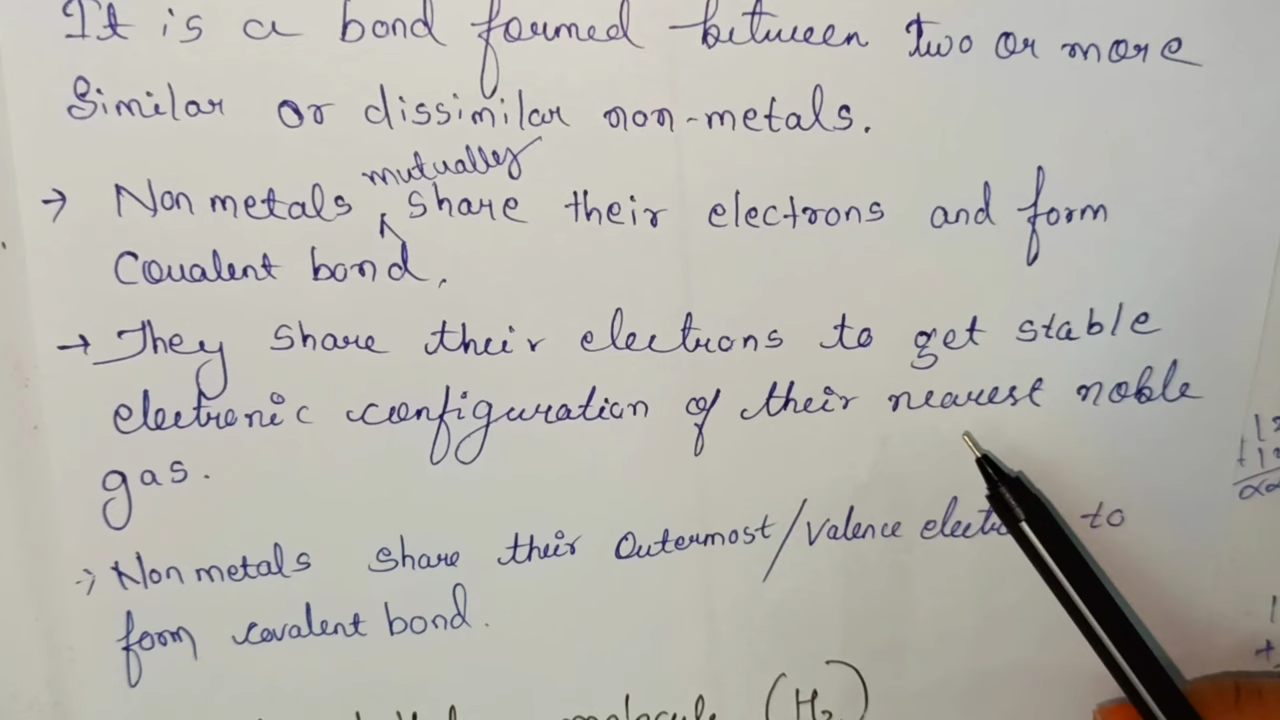 It is a bond formed between two or more
Similar or dissimilar non-metals.
mutually
→ Non metals share their electrons and form
Covalent bond.
→ They share their electrons to get stable
electronic configuration of their nearest noble
gas.
→ Non metals share their Outermost/Valence to
form covalent bond.
molecule (H2)